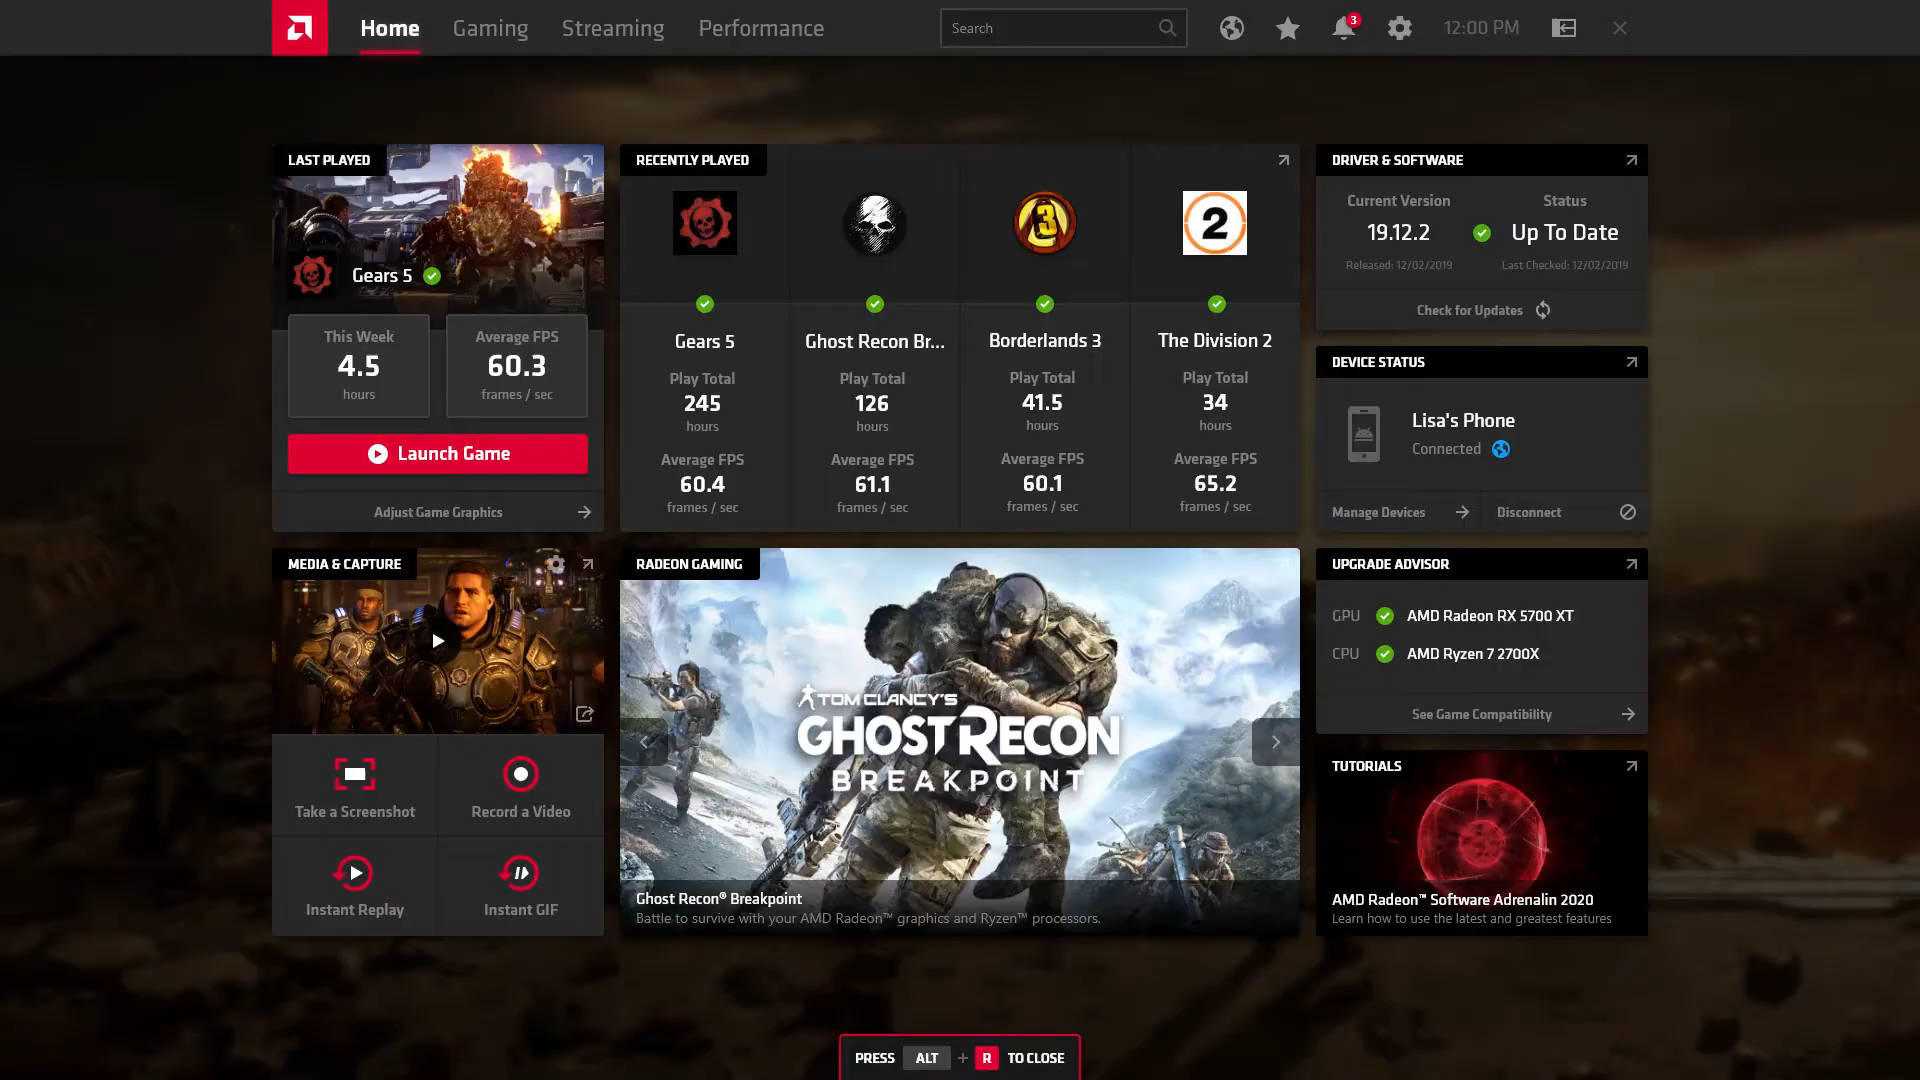 Home
Gaming
Streaming
Performance
Search
3
12:00 PM
LAST PLAYED
Gears 5
This Week
4.5
hours
Average FPS
60.3
frames / sec
Launch Game
Adjust Game Graphics
RECENTLY PLAYED
3
2
Gears 5
Play Total
245
hours
Average FPS
60.4
frames / sec
Ghost Recon Br...
Play Total
126
hours
Average FPS
61.1
frames / sec
Borderlands 3
Play Total
41.5
hours
Average FPS
60.1
frames / sec
The Division 2
Play Total
34
hours
Average FPS
65.2
frames / sec
DRIVER & SOFTWARE
Current Version
19.12.2
Released: 12/02/2019
Status
Up To Date
Last Checked: 12/02/2019
Check for Updates
DEVICE STATUS
Lisa's Phone
Connected
Manage Devices
Disconnect
MEDIA & CAPTURE
Take a Screenshot
Record a Video
Instant Replay
Instant GIF
RADEON GAMING
TOM CLANCY'S
GHOST RECON
BREAKPOINT
Ghost Recon® Breakpoint
Battle to survive with your AMD Radeon™ graphics and Ryzen™ processors.
UPGRADE ADVISOR
GPU AMD Radeon RX 5700 XT
CPU AMD Ryzen 7 2700X
See Game Compatibility
TUTORIALS
AMD Radeon™ Software Adrenalin 2020
Learn how to use the latest and greatest features
PRESS ALT + R TO CLOSE